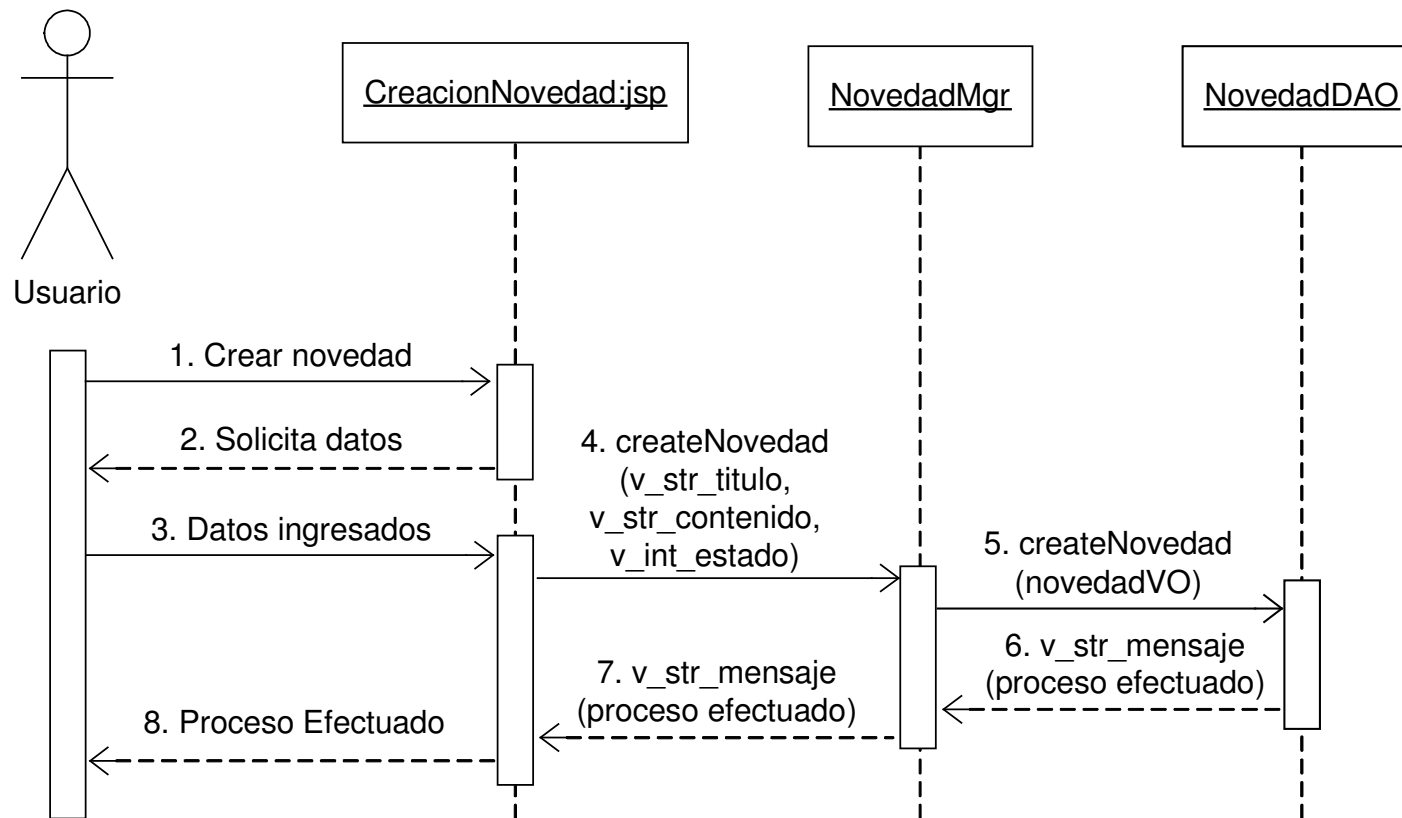 CreacionNovedad:jsp
NovedadMgr
NovedadDAO
Usuario
1. Crear novedad
2. Solicita datos
3. Datos ingresados
4. createNovedad
(v_str_titulo,
v_str_contenido,
v_int_estado)
5. createNovedad
(novedadVO)
6. v_str_mensaje
(proceso efectuado)
7. v_str_mensaje
(proceso efectuado)
8. Proceso Efectuado